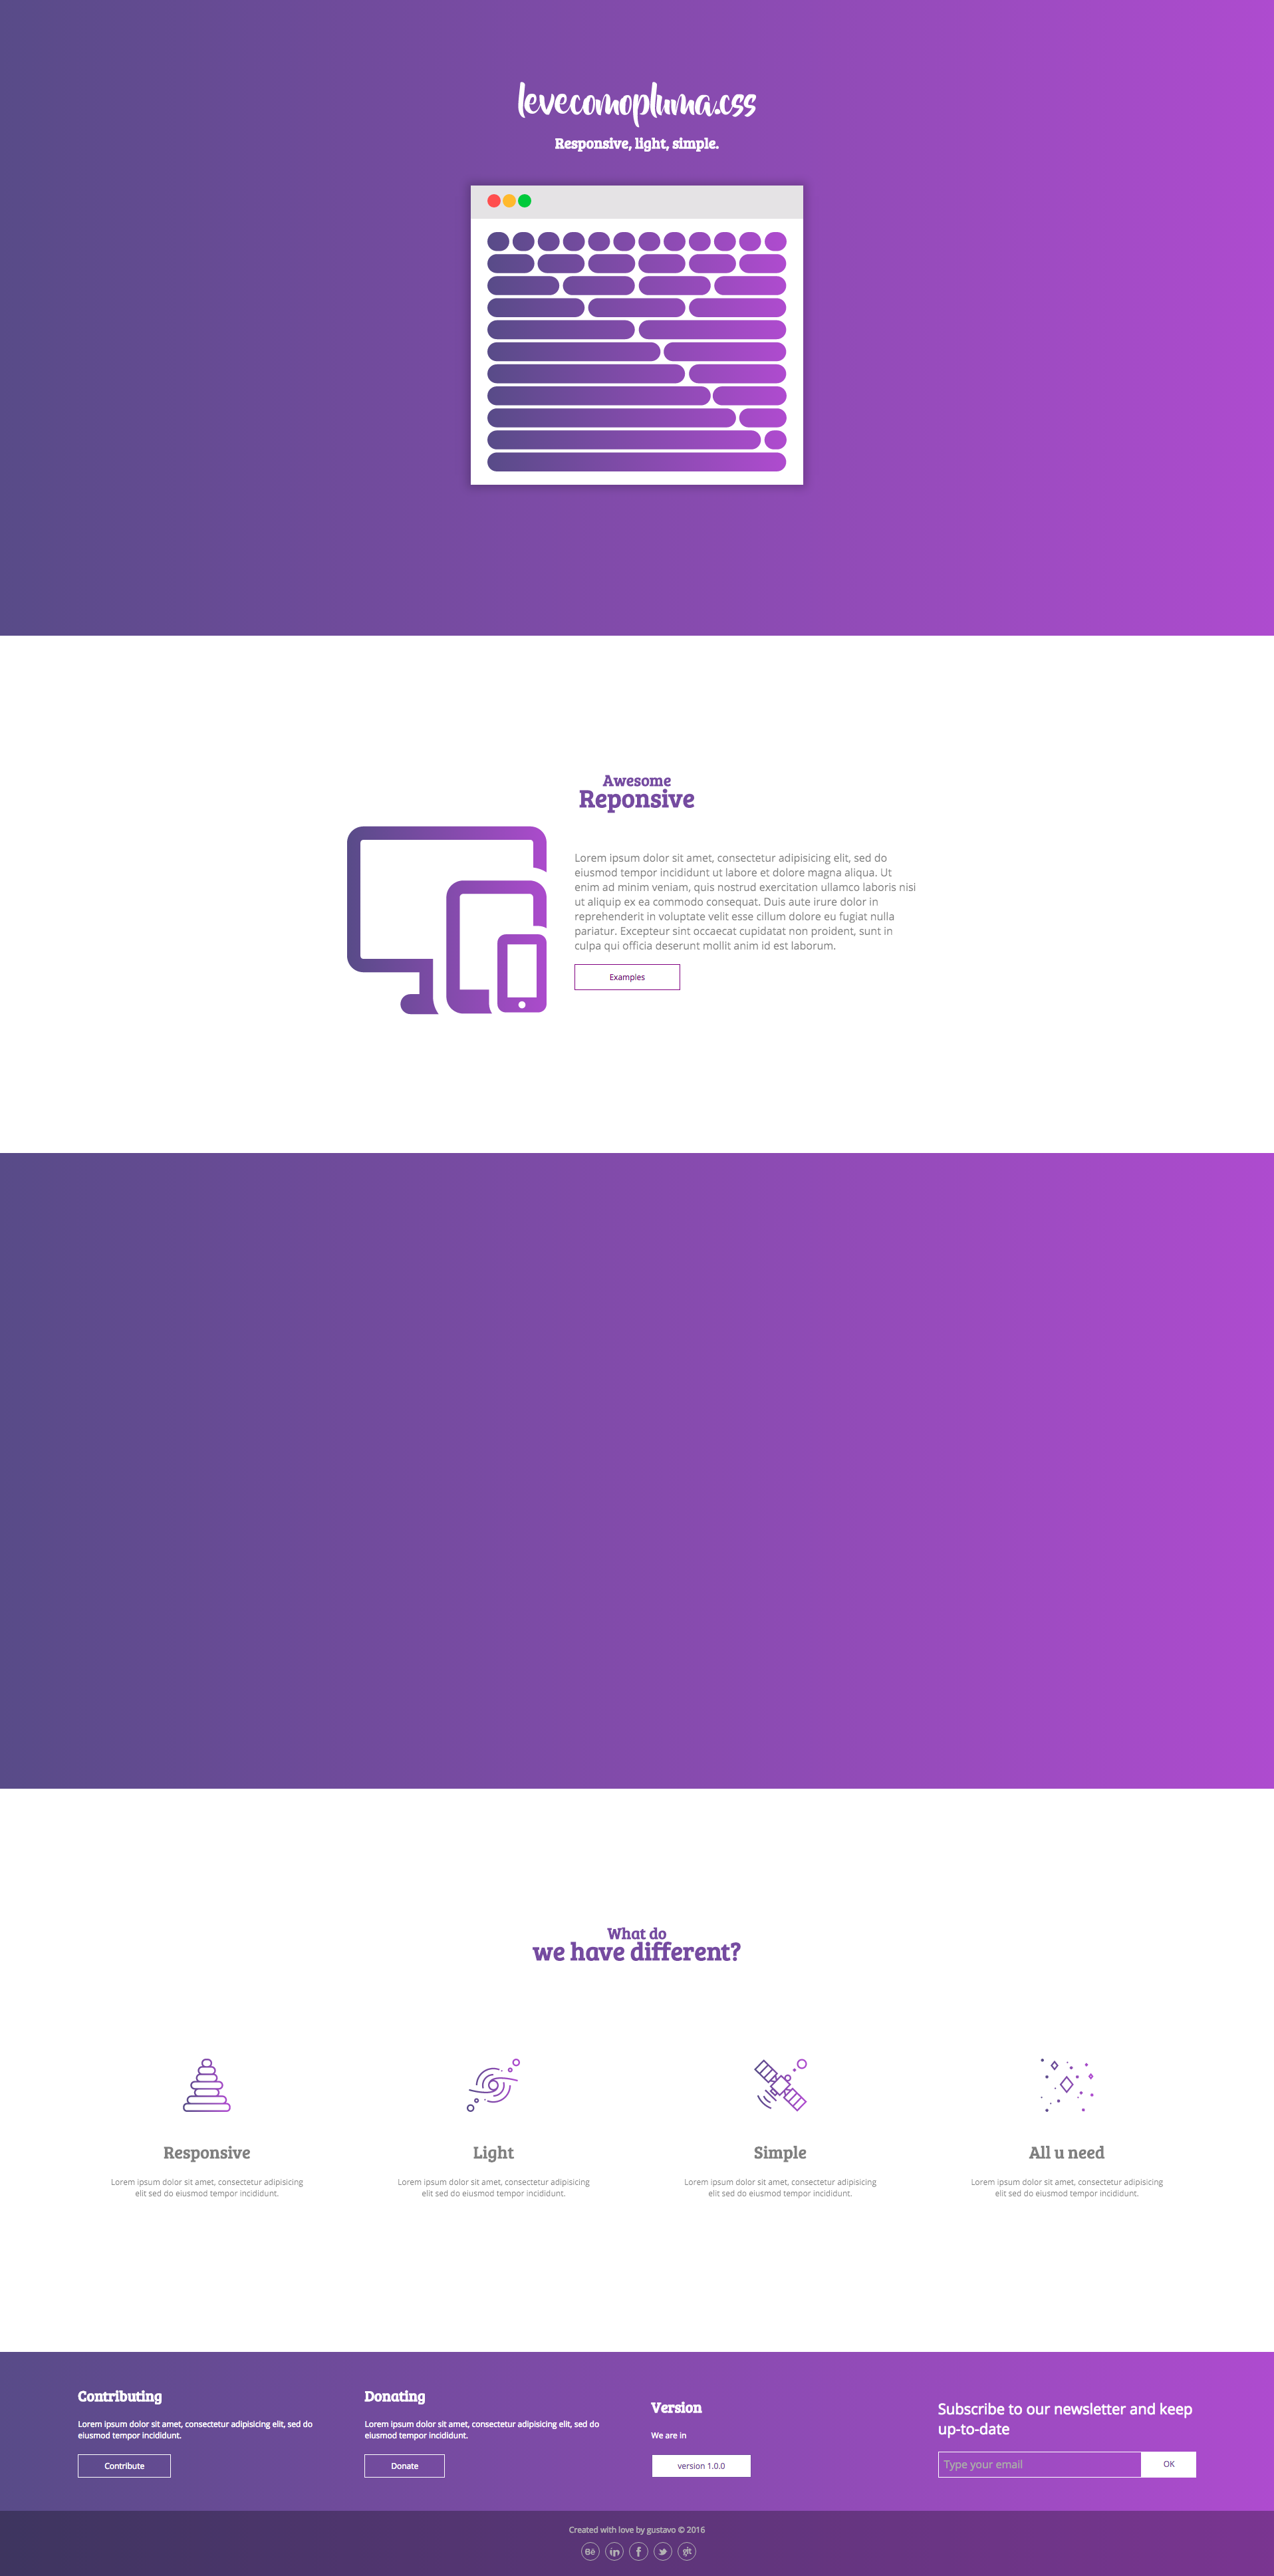 levecomopluma.css
Responsive, light, simple.
Awesome
Reponsive
Lorem ipsum dolor sit amet, consectetur adipisicing elit, sed do
eiusmod tempor incididunt ut labore et dolore magna aliqua. Ut
enim ad minim veniam, quis nostrud exercitation ullamco laboris nisi
ut aliquip ex ea commodo consequat. Duis aute irure dolor in
reprehenderit in voluptate velit esse cillum dolore eu fugiat nulla
pariatur. Excepteur sint occaecat cupidatat non proident, sunt in
culpa qui officia deserunt mollit anim id est laborum.
Examples
What do
we have different?
Responsive
Lorem ipsum dolor sit amet, consectetur adipisicing
elit sed do eiusmod tempor incididunt.
Light
Lorem ipsum dolor sit amet, consectetur adipisicing
elit sed do eiusmod tempor incididunt.
Simple
Lorem ipsum dolor sit amet, consectetur adipisicing
elit sed do eiusmod tempor incididunt.
All u need
Lorem ipsum dolor sit amet, consectetur adipisicing
elit sed do eiusmod tempor incididunt.
Contributing
Lorem ipsum dolor sit amet, consectetur adipisicing elit, sed do
eiusmod tempor incididunt.
Contribute
Donating
Lorem ipsum dolor sit amet, consectetur adipisicing elit, sed do
eiusmod tempor incididunt.
Donate
Version
We are in
version 1.0.0
Subscribe to our newsletter and keep
up-to-date
Type your email
OK
Created with love by gustavo © 2016
Bē in f git